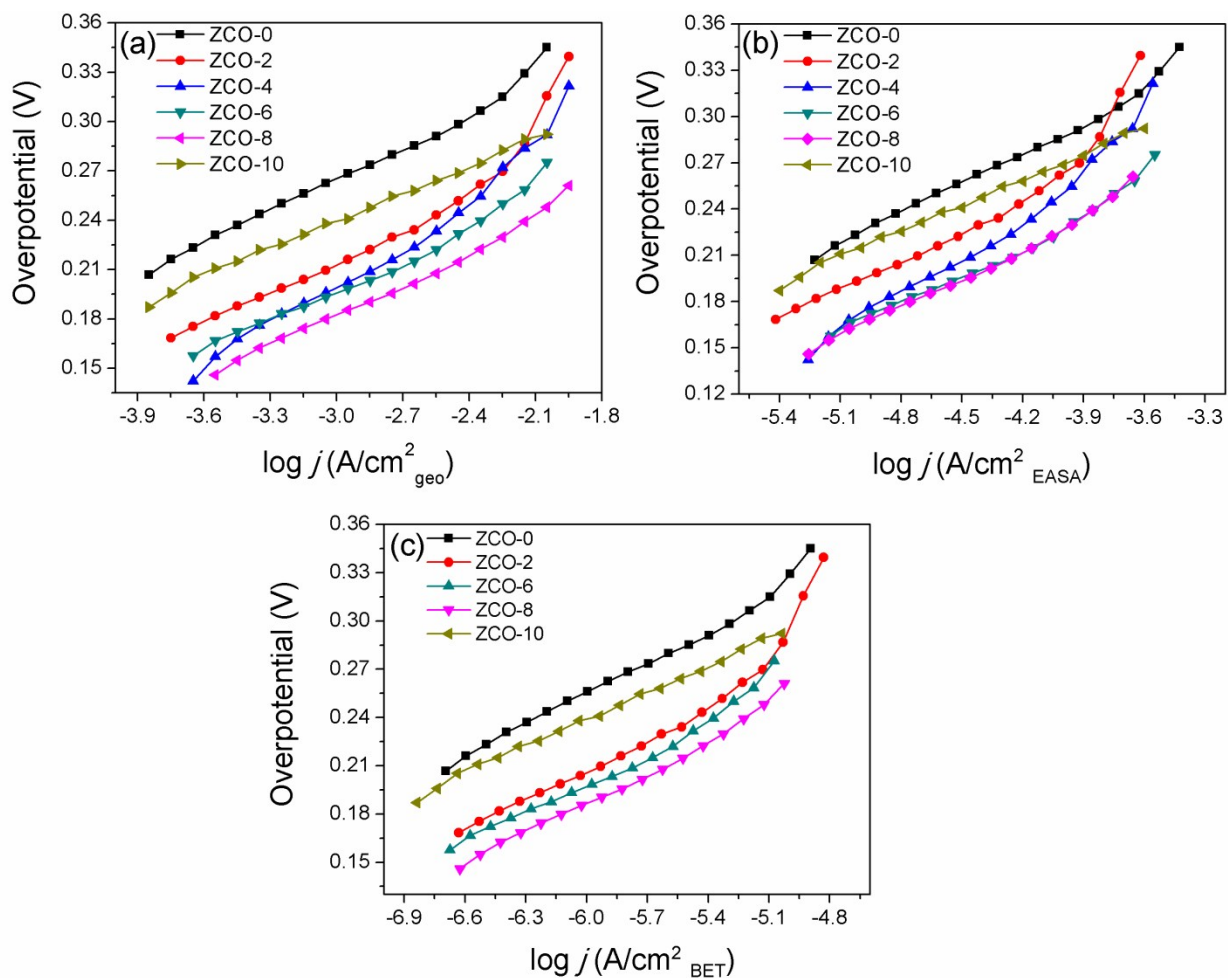 (a)
ZCO-0
ZCO-2
ZCO-4
ZCO-6
ZCO-8
ZCO-10
Overpotential (V)
0.36
0.33
0.30
0.27
0.24
0.21
0.18
0.15
-3.9 -3.6 -3.3 -3.0 -2.7 -2.4 -2.1 -1.8
log j (A/cm² geo)
(b)
ZCO-0
ZCO-2
ZCO-4
ZCO-6
ZCO-8
ZCO-10
Overpotential (V)
0.36
0.33
0.30
0.27
0.24
0.21
0.18
0.15
0.12
-5.4 -5.1 -4.8 -4.5 -4.2 -3.9 -3.6 -3.3
log j (A/cm² EASA)
(c)
ZCO-0
ZCO-2
ZCO-6
ZCO-8
ZCO-10
Overpotential (V)
0.36
0.33
0.30
0.27
0.24
0.21
0.18
0.15
-6.9 -6.6 -6.3 -6.0 -5.7 -5.4 -5.1 -4.8
log j (A/cm² BET)